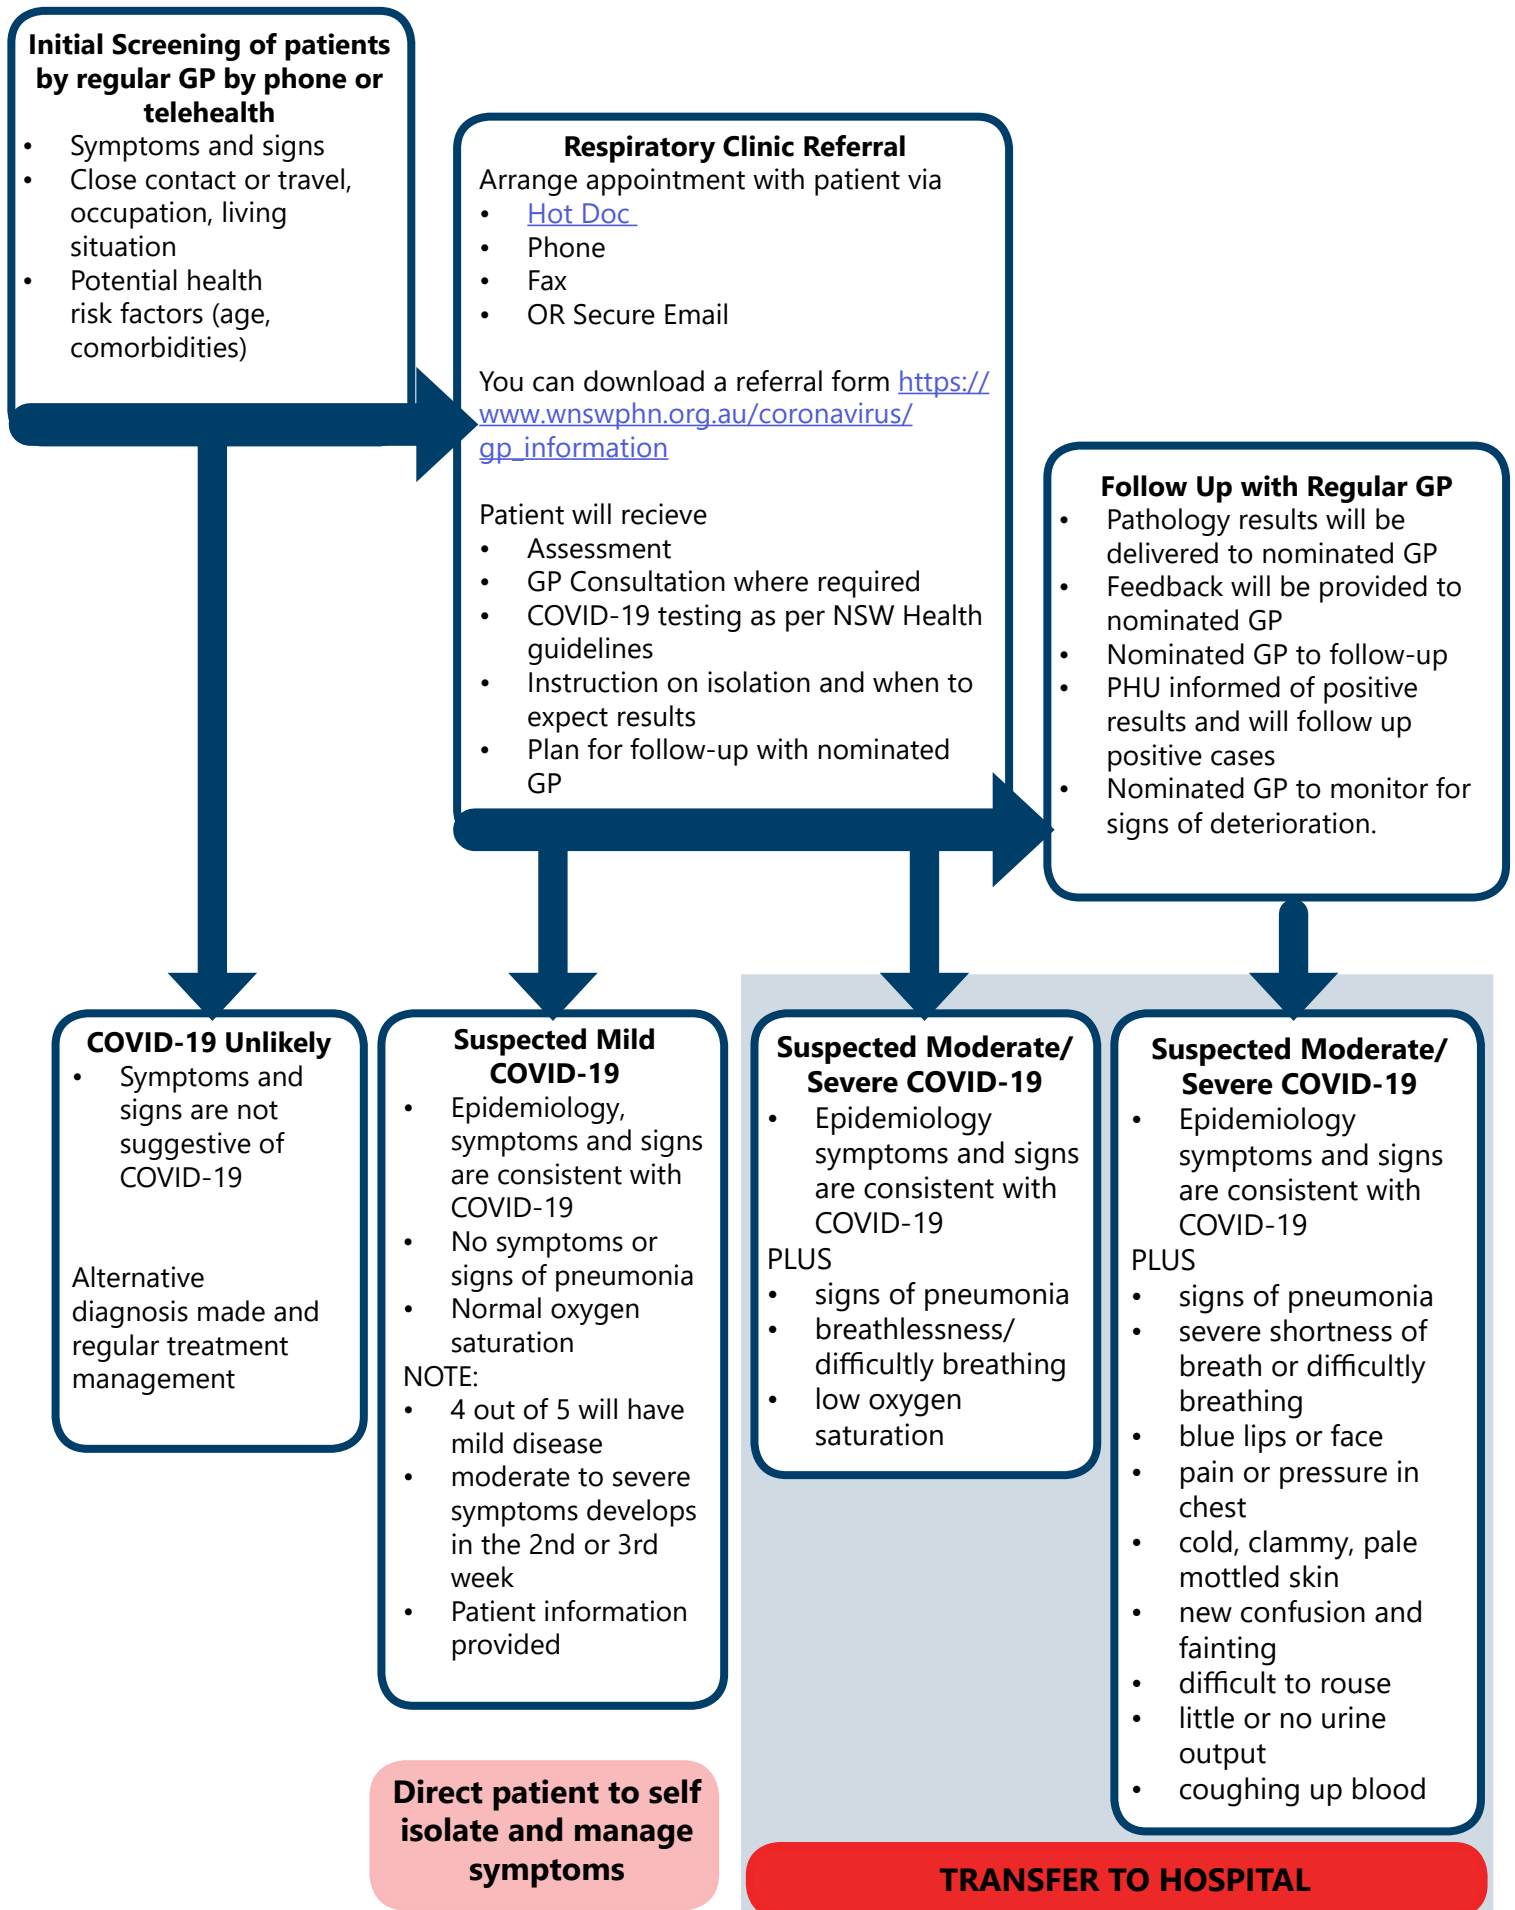 Initial Screening of patients
by regular GP by phone or
telehealth
• Symptoms and signs
• Close contact or travel,
occupation, living
situation
• Potential health
risk factors (age,
comorbidities)
Respiratory Clinic Referral
Arrange appointment with patient via
• Hot Doc
• Phone
• Fax
• OR Secure Email
You can download a referral form https://
www.wnswphn.org.au/coronavirus/
gp_information
Patient will recieve
• Assessment
• GP Consultation where required
• COVID-19 testing as per NSW Health
guidelines
• Instruction on isolation and when to
expect results
• Plan for follow-up with nominated
GP
Follow Up with Regular GP
• Pathology results will be
delivered to nominated GP
• Feedback will be provided to
nominated GP
• Nominated GP to follow-up
• PHU informed of positive
results and will follow up
positive cases
• Nominated GP to monitor for
signs of deterioration.
COVID-19 Unlikely
• Symptoms and
signs are not
suggestive of
COVID-19
Alternative
diagnosis made and
regular treatment
management
Suspected Mild
COVID-19
• Epidemiology,
symptoms and signs
are consistent with
COVID-19
• No symptoms or
signs of pneumonia
• Normal oxygen
saturation
NOTE:
• 4 out of 5 will have
mild disease
• moderate to severe
symptoms develops
in the 2nd or 3rd
week
• Patient information
provided
Direct patient to self
isolate and manage
symptoms
Suspected Moderate/
Severe COVID-19
• Epidemiology
symptoms and signs
are consistent with
COVID-19
PLUS
• signs of pneumonia
• breathlessness/
difficultly breathing
• low oxygen
saturation
Suspected Moderate/
Severe COVID-19
• Epidemiology
symptoms and signs
are consistent with
COVID-19
PLUS
• signs of pneumonia
• severe shortness of
breath or difficultly
breathing
• blue lips or face
• pain or pressure in
chest
• cold, clammy, pale
mottled skin
• new confusion and
fainting
• difficult to rouse
• little or no urine
output
• coughing up blood
TRANSFER TO HOSPITAL